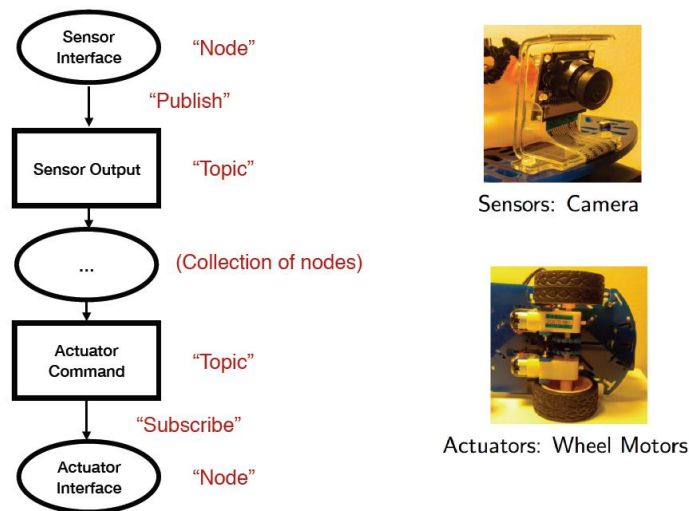 Sensor
Interface
“Node”
“Publish”
Sensor Output
“Topic”
...
(Collection of nodes)
Actuator
Command
“Topic”
“Subscribe”
Actuator
Interface
“Node”
Sensors: Camera
Actuators: Wheel Motors